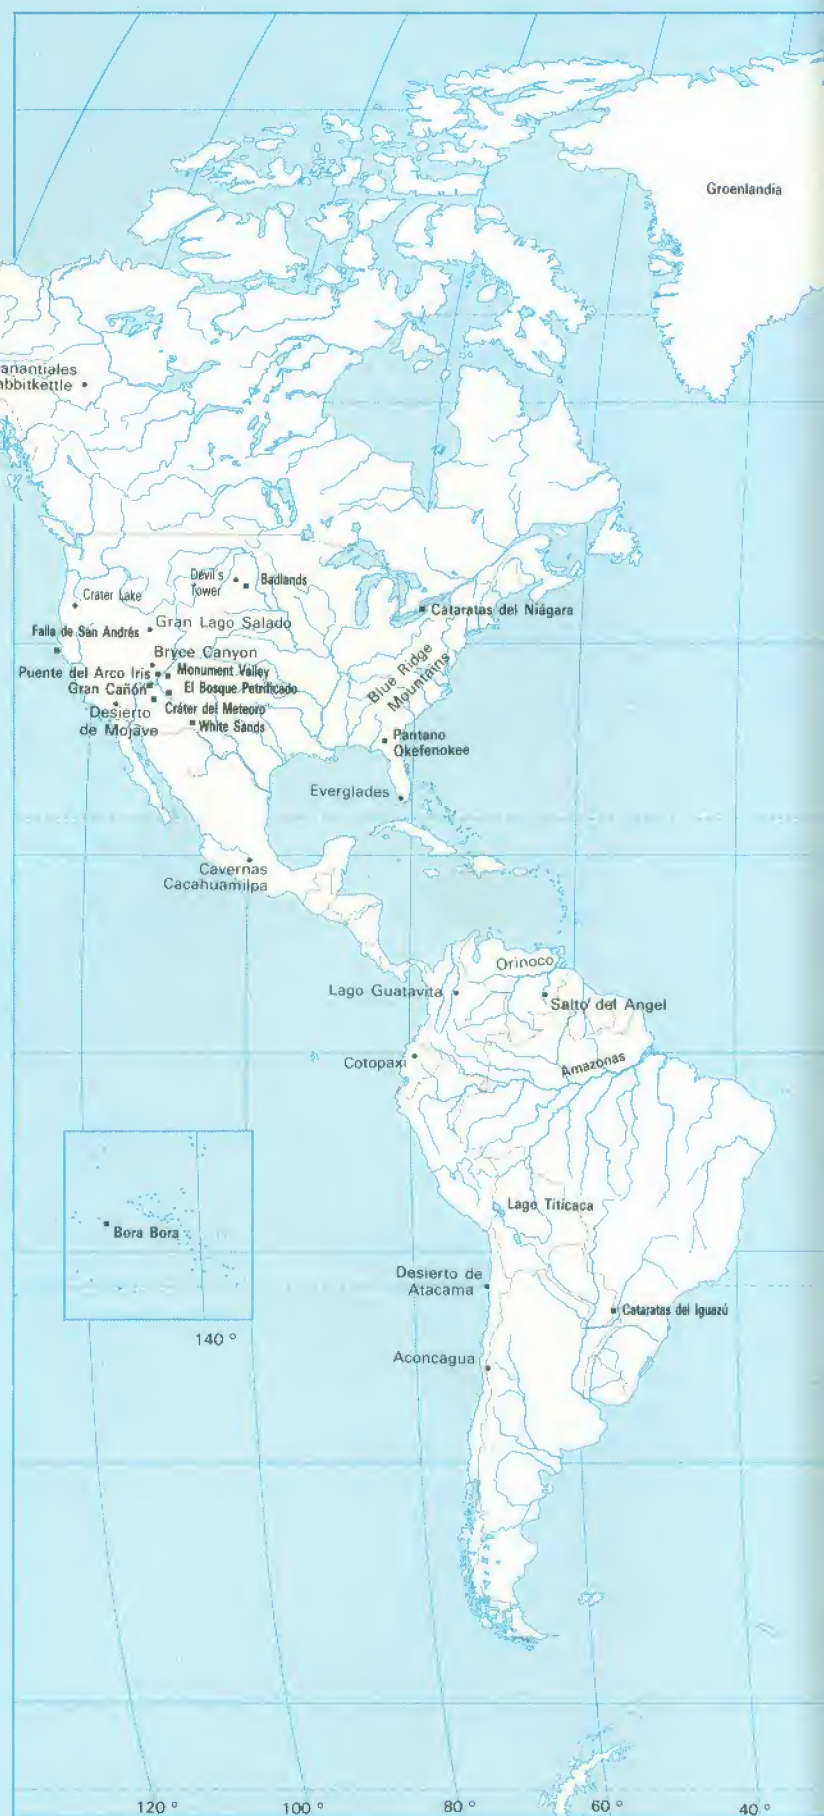 Groenlandia
anantiales
abbitkettle
Devil's
Tower
Badlands
Crater Lake
Cataratas del Niágara
Gran Lago Salado
Falla de San Andrés
Bryce Canyon
Puente del Arco Iris
Monument Valley
Gran Cañón
El Bosque Petrificado
Cráter del Meteoro
Desierto
de Mojave
White Sands
Blue Ridge
Mountains
Pantano
Okefenokee
Everglades
Cavernas
Cacahuamilpa
Orinoco
Lago Guatavita
Salto del Angel
Cotopaxi
Amazonas
Lago Titicaca
Bora Bora
Desierto de
Atacama
Cataratas del Iguazú
140 °
Aconcagua
120 °
100 °
80 °
60 °
40 °